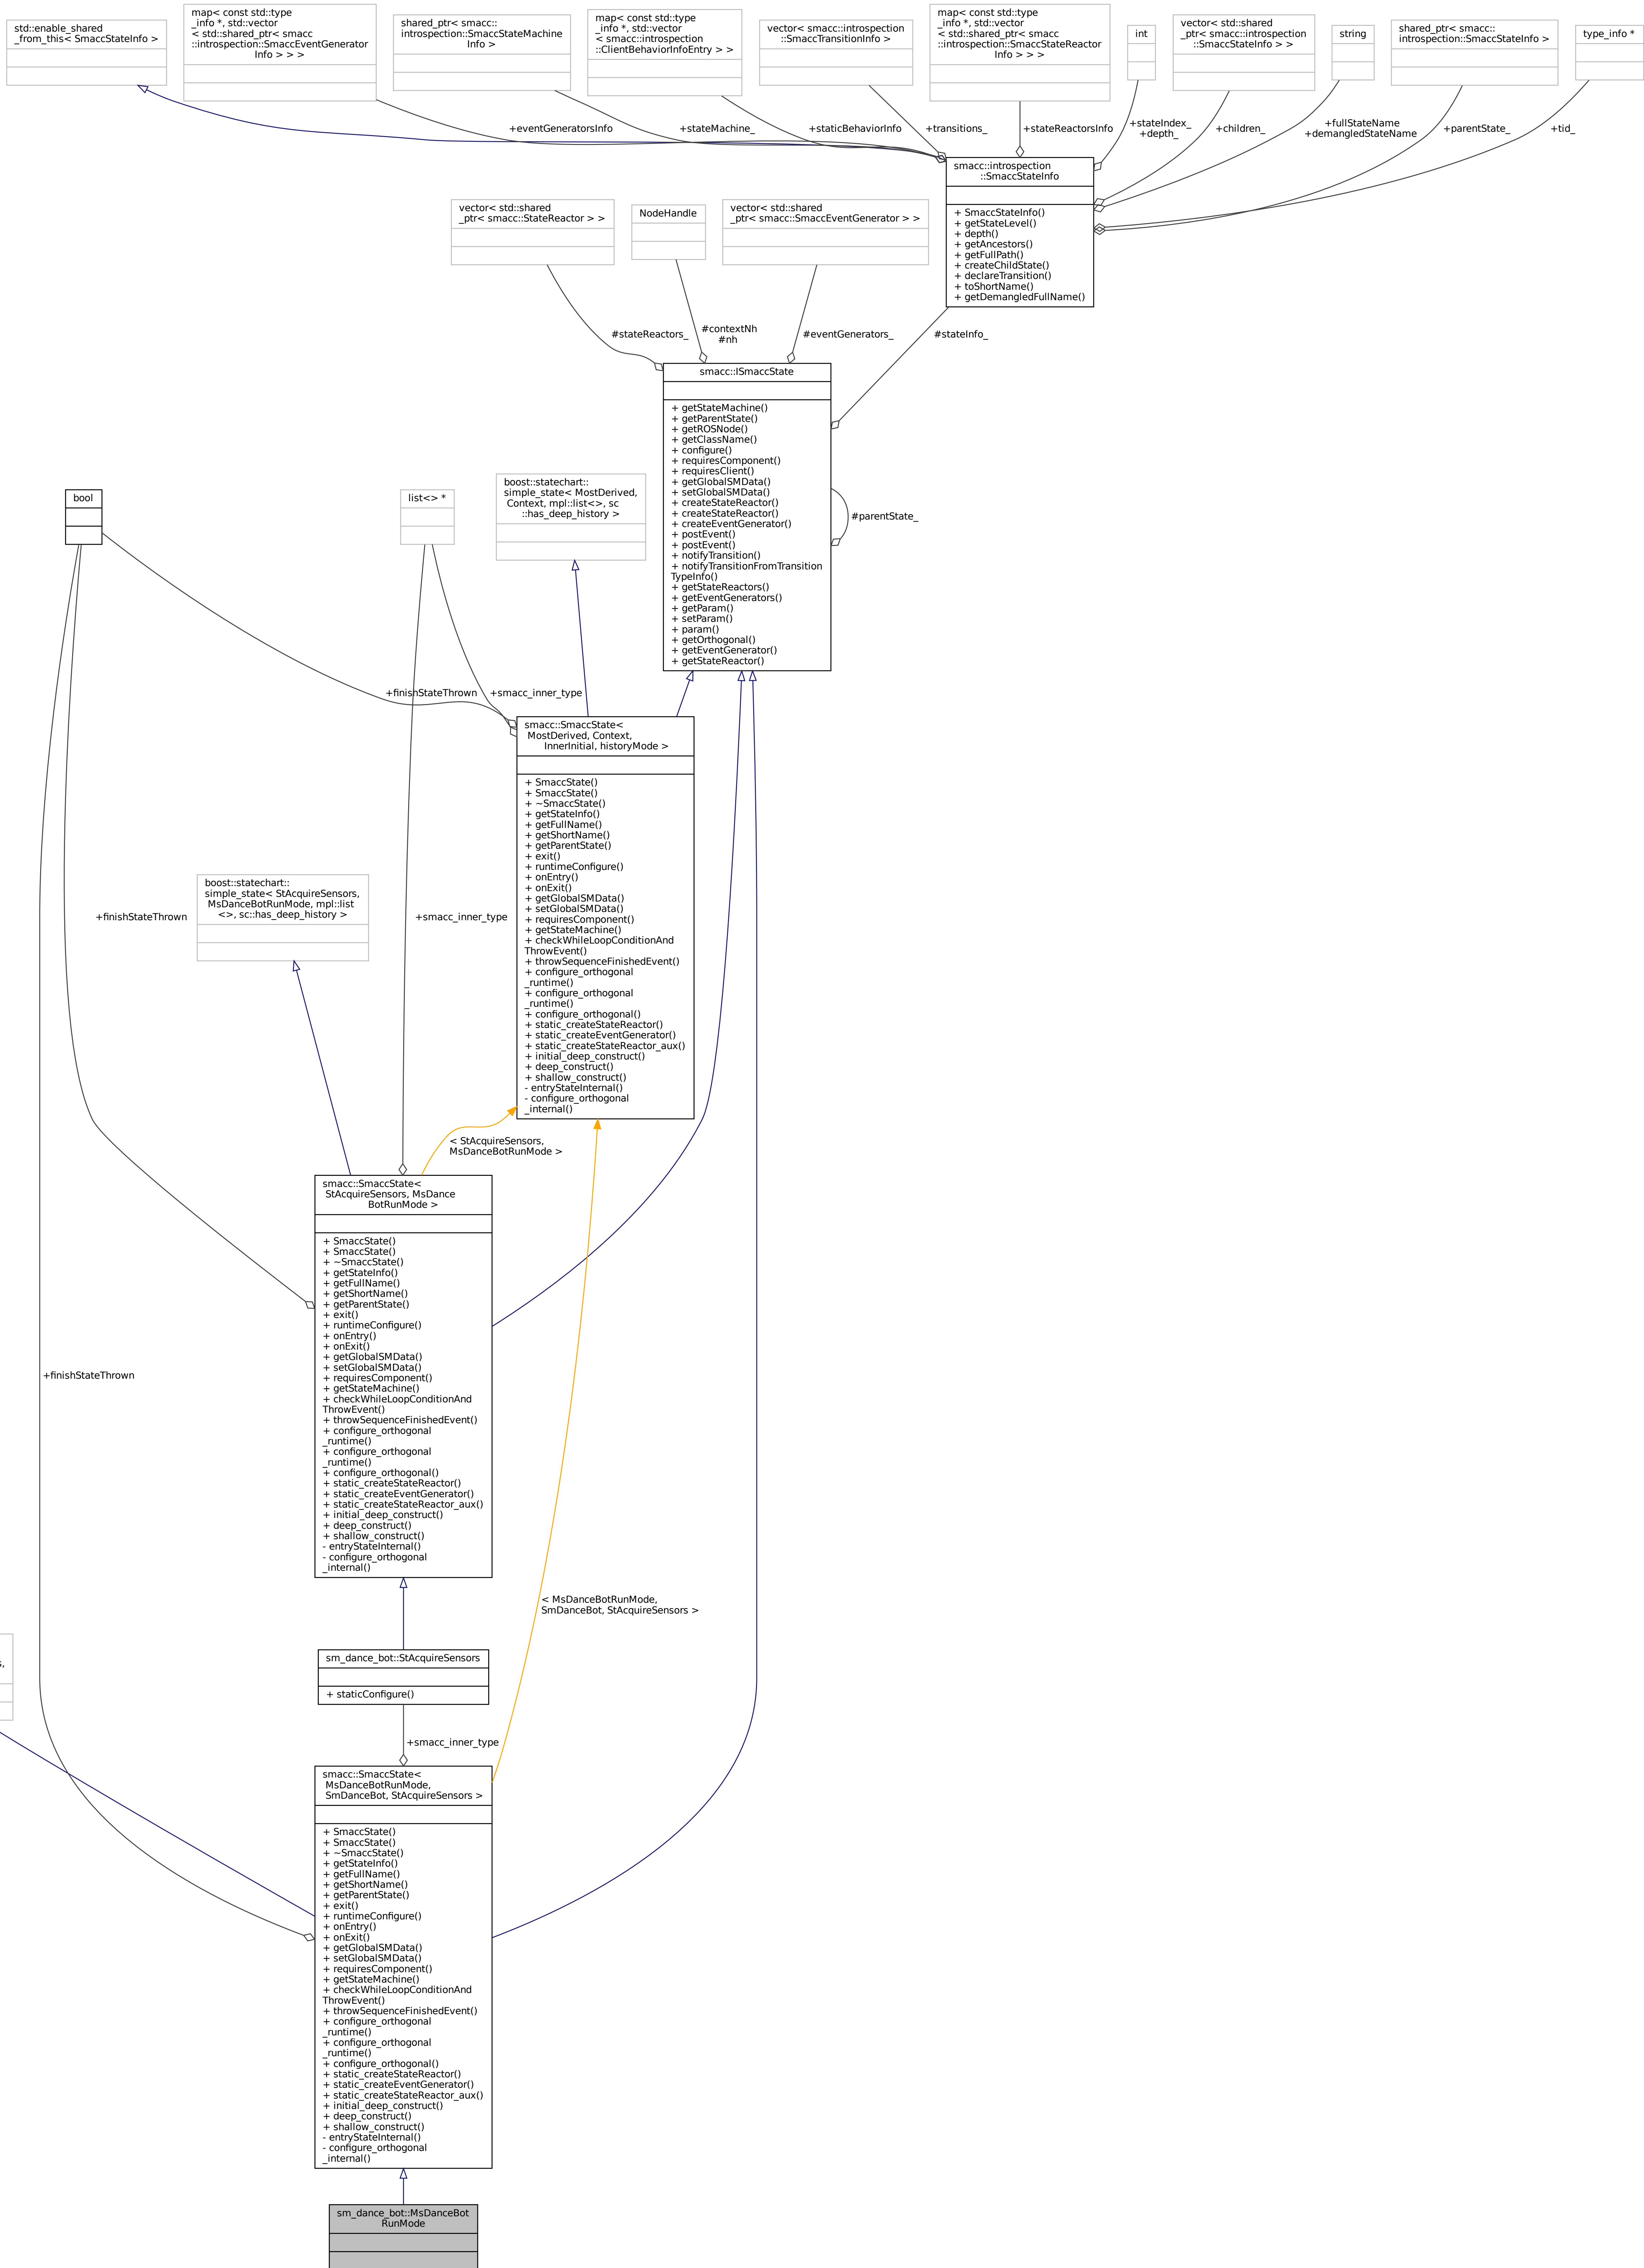 std::enable_shared
_from_this< SmaccStateInfo >
map< const std::type
_info *, std::vector
< std::shared_ptr< smacc
::introspection::SmaccEventGenerator
Info > > >
shared_ptr< smacc::
introspection::SmaccStateMachine
Info >
map< const std::type
_info *, std::vector
< smacc::introspection
::ClientBehaviorInfoEntry > >
vector< smacc::introspection
::SmaccTransitionInfo >
map< const std::type
_info *, std::vector
< std::shared_ptr< smacc
::introspection::SmaccStateReactor
Info > > >
int
vector< std::shared
_ptr< smacc::introspection
::SmaccStateInfo > >
string
shared_ptr< smacc::
introspection::SmaccStateInfo >
type_info *
+eventGeneratorsInfo
+stateMachine_
+staticBehaviorInfo
+transitions_
+stateReactorsInfo
+stateIndex_
+depth_
+children_
+fullStateName
+demangledStateName
+parentState_
+tid_
smacc::introspection
::SmaccStateInfo
+ SmaccStateInfo()
+ getStateLevel()
+ depth()
+ getAncestors()
+ getFullPath()
+ createChildState()
+ declareTransition()
+ toShortName()
+ getDemangledFullName()
vector< std::shared
_ptr< smacc::StateReactor > >
NodeHandle
vector< std::shared
_ptr< smacc::SmaccEventGenerator > >
#stateReactors_
#contextNh
#nh
#eventGenerators_
#stateInfo_
smacc::ISmaccState
+ getStateMachine()
+ getParentState()
+ getROSNode()
+ getClassName()
+ configure()
+ requiresComponent()
+ requiresClient()
+ getGlobalSMData()
+ setGlobalSMData()
+ createStateReactor()
+ createStateReactor()
+ createEventGenerator()
+ postEvent()
+ postEvent()
+ notifyTransition()
+ notifyTransitionFromTransition
TypeInfo()
+ getStateReactors()
+ getEventGenerators()
+ getParam()
+ setParam()
+ param()
+ getOrthogonal()
+ getEventGenerator()
+ getStateReactor()
#parentState_
bool
list<> *
boost::statechart::
simple_state< MostDerived,
Context, mpl::list<>, sc
::has_deep_history >
+finishStateThrown
+smacc_inner_type
smacc::SmaccState<
MostDerived, Context,
InnerInitial, historyMode >
+ SmaccState()
+ SmaccState()
+ ~SmaccState()
+ getStateInfo()
+ getFullName()
+ getShortName()
+ getParentState()
+ exit()
+ runtimeConfigure()
+ onEntry()
+ onExit()
+ getGlobalSMData()
+ setGlobalSMData()
+ requiresComponent()
+ getStateMachine()
+ checkWhileLoopConditionAnd
ThrowEvent()
+ throwSequenceFinishedEvent()
+ configure_orthogonal
_runtime()
+ configure_orthogonal
_runtime()
+ configure_orthogonal()
+ static_createStateReactor()
+ static_createEventGenerator()
+ static_createStateReactor_aux()
+ initial_deep_construct()
+ deep_construct()
+ shallow_construct()
- entryStateInternal()
- configure_orthogonal
_internal()
boost::statechart::
simple_state< StAcquireSensors,
MsDanceBotRunMode, mpl::list
<>, sc::has_deep_history >
+finishStateThrown
+smacc_inner_type
< StAcquireSensors,
MsDanceBotRunMode >
smacc::SmaccState<
StAcquireSensors, MsDance
BotRunMode >
+ SmaccState()
+ SmaccState()
+ ~SmaccState()
+ getStateInfo()
+ getFullName()
+ getShortName()
+ getParentState()
+ exit()
+ runtimeConfigure()
+ onEntry()
+ onExit()
+ getGlobalSMData()
+ setGlobalSMData()
+ requiresComponent()
+ getStateMachine()
+ checkWhileLoopConditionAnd
ThrowEvent()
+ throwSequenceFinishedEvent()
+ configure_orthogonal
_runtime()
+ configure_orthogonal
_runtime()
+ configure_orthogonal()
+ static_createStateReactor()
+ static_createEventGenerator()
+ static_createStateReactor_aux()
+ initial_deep_construct()
+ deep_construct()
+ shallow_construct()
- entryStateInternal()
- configure_orthogonal
_internal()
+finishStateThrown
< MsDanceBotRunMode,
SmDanceBot, StAcquireSensors >
sm_dance_bot::StAcquireSensors
+ staticConfigure()
+smacc_inner_type
smacc::SmaccState<
MsDanceBotRunMode,
SmDanceBot, StAcquireSensors >
+ SmaccState()
+ SmaccState()
+ ~SmaccState()
+ getStateInfo()
+ getFullName()
+ getShortName()
+ getParentState()
+ exit()
+ runtimeConfigure()
+ onEntry()
+ onExit()
+ getGlobalSMData()
+ setGlobalSMData()
+ requiresComponent()
+ getStateMachine()
+ checkWhileLoopConditionAnd
ThrowEvent()
+ throwSequenceFinishedEvent()
+ configure_orthogonal
_runtime()
+ configure_orthogonal
_runtime()
+ configure_orthogonal()
+ static_createStateReactor()
+ static_createEventGenerator()
+ static_createStateReactor_aux()
+ initial_deep_construct()
+ deep_construct()
+ shallow_construct()
- entryStateInternal()
- configure_orthogonal
_internal()
sm_dance_bot::MsDanceBot
RunMode